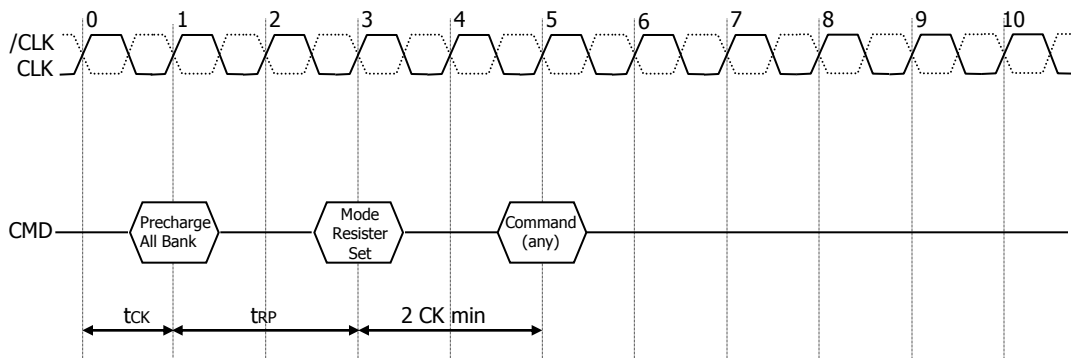 0 1 2 3 4 5 6 7 8 9 10
/CLK
CLK
CMD
Precharge
All Bank
Mode
Resister
Set
Command
(any)
tCK
tRP
2 CK min